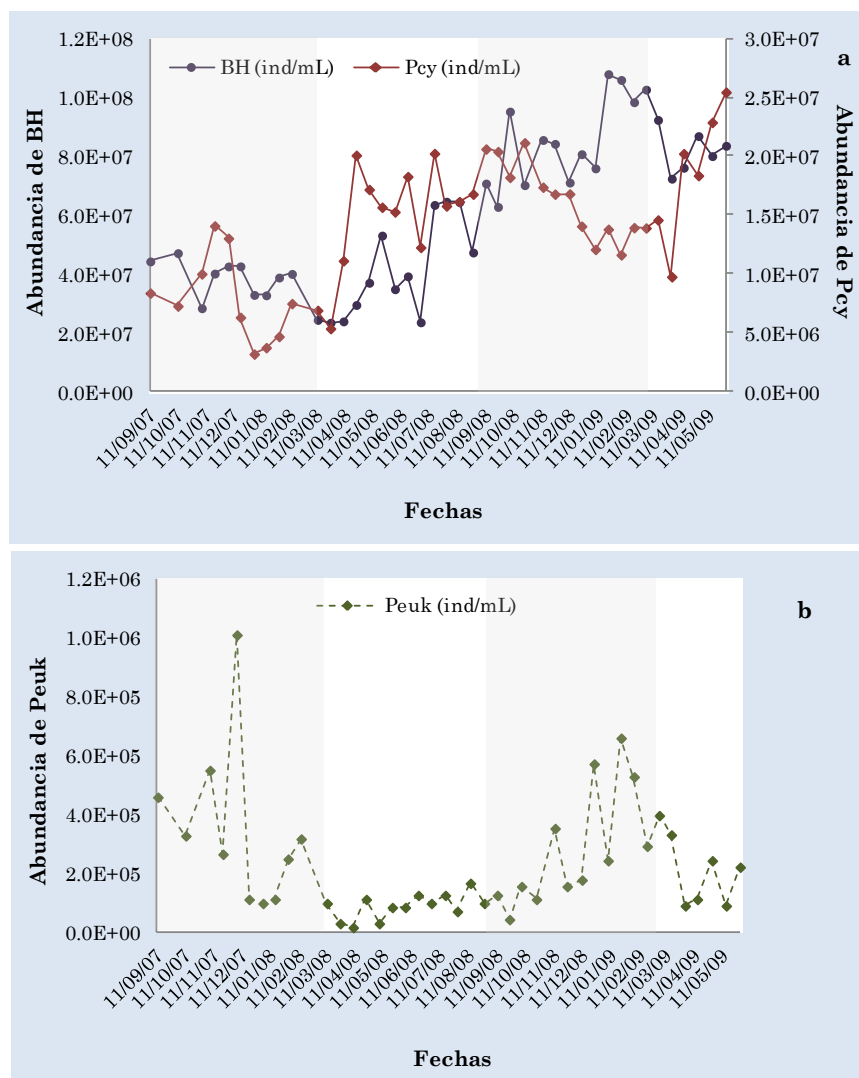 a
BH (ind/mL)
Pcy (ind/mL)
Abundancia de BH
1.2E+08
1.0E+08
8.0E+07
6.0E+07
4.0E+07
2.0E+07
0.0E+00
3.0E+07
2.5E+07
2.0E+07
1.5E+07
1.0E+07
5.0E+06
0.0E+00
Abundancia de Pcy
11/09/07
11/10/07
11/11/07
11/12/07
11/01/08
11/02/08
11/03/08
11/04/08
11/05/08
11/06/08
11/07/08
11/08/08
11/09/08
11/10/08
11/11/08
11/12/08
11/01/09
11/02/09
11/03/09
11/04/09
11/05/09
Fechas
b
Peuk (ind/mL)
Abundancia de Peuk
1.2E+06
1.0E+06
8.0E+05
6.0E+05
4.0E+05
2.0E+05
0.0E+00
11/09/07
11/10/07
11/11/07
11/12/07
11/01/08
11/02/08
11/03/08
11/04/08
11/05/08
11/06/08
11/07/08
11/08/08
11/09/08
11/10/08
11/11/08
11/12/08
11/01/09
11/02/09
11/03/09
11/04/09
11/05/09
Fechas